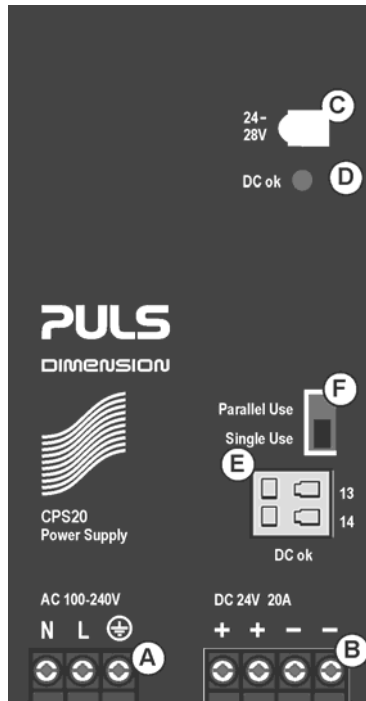 C
24-
28V
DC ok
D
PULS
DIMENSION
F
Parallel Use
Single Use
E
13
14
CPS20
Power Supply
DC ok
AC 100-240V
DC 24V 20A
N L
+ + - -
A
B